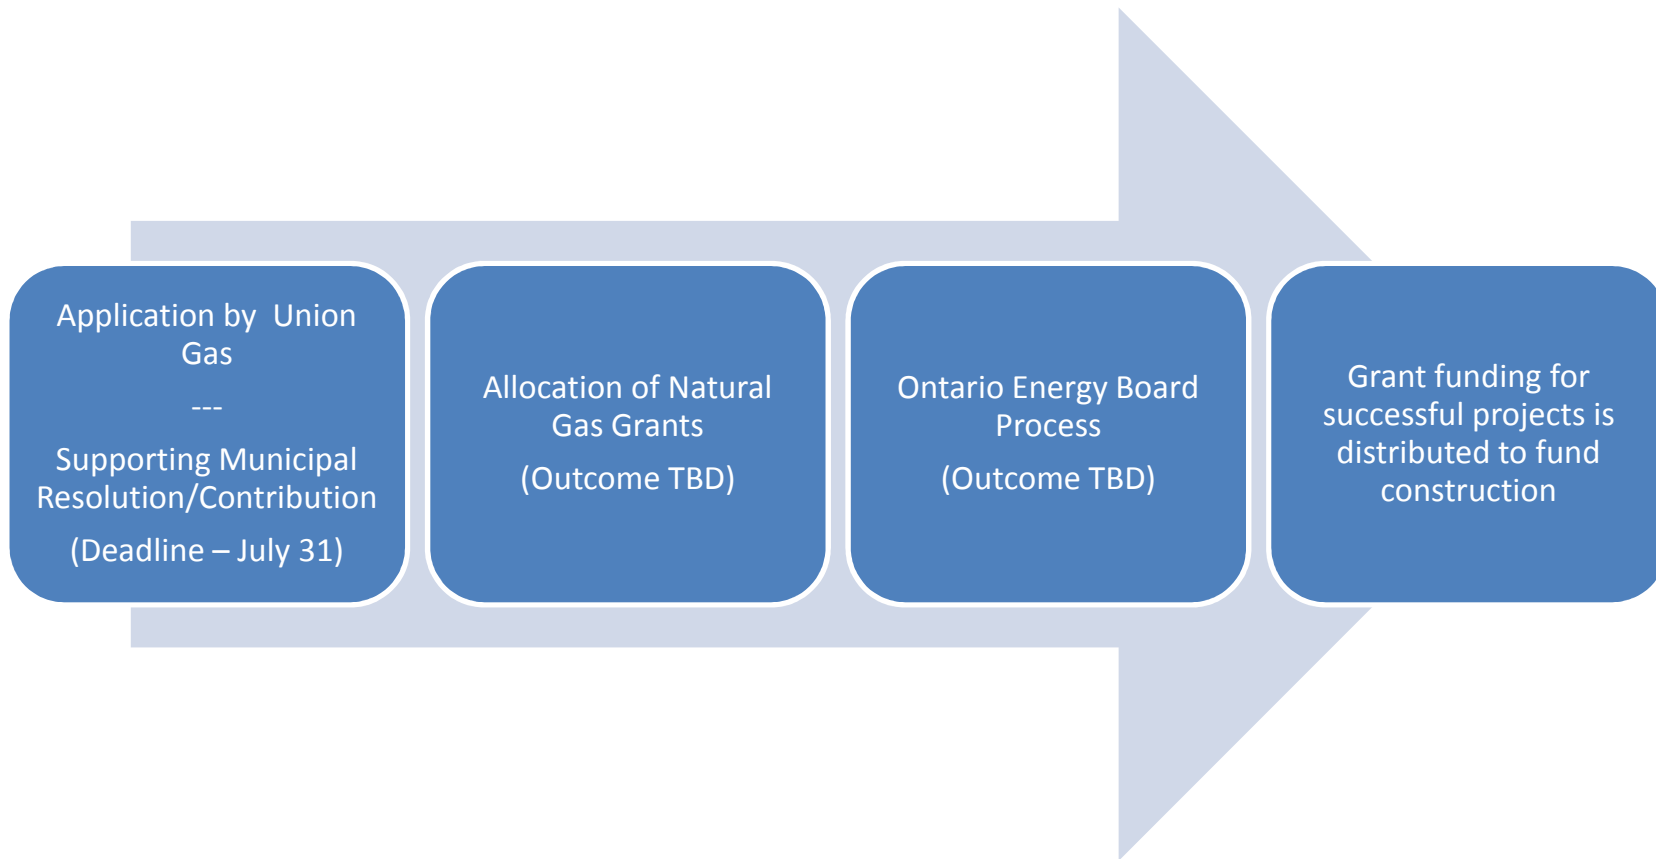 Application by  Union
Gas
---
Supporting Municipal
Resolution/Contribution
(Deadline – July 31)
Allocation of Natural
Gas Grants
(Outcome TBD)
Ontario Energy Board
Process
(Outcome TBD)
Grant funding for
successful projects is
distributed to fund
construction